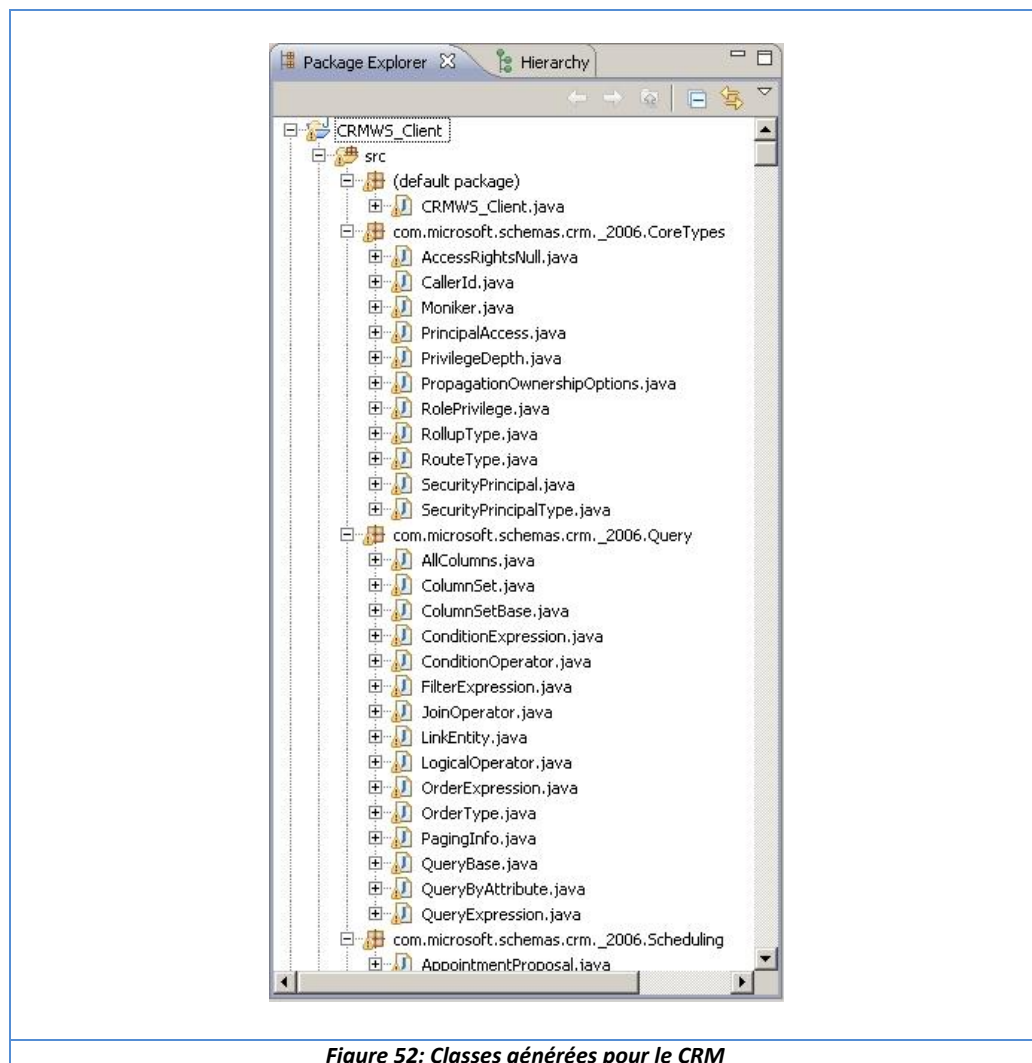 Package Explorer
Hierarchy
CRMWS_Client
src
(default package)
CRMWS_Client.java
com.microsoft.schemas.crm._2006.CoreTypes
AccessRightsNull.java
CallerId.java
Moniker.java
PrincipalAccess.java
PrivilegeDepth.java
PropagationOwnershipOptions.java
RolePrivilege.java
RollupType.java
RouteType.java
SecurityPrincipal.java
SecurityPrincipalType.java
com.microsoft.schemas.crm._2006.Query
AllColumns.java
ColumnSet.java
ColumnSetBase.java
ConditionExpression.java
ConditionOperator.java
FilterExpression.java
JoinOperator.java
LinkEntity.java
LogicalOperator.java
OrderExpression.java
OrderType.java
PagingInfo.java
QueryBase.java
QueryByAttribute.java
QueryExpression.java
com.microsoft.schemas.crm._2006.Scheduling
AppointmentProposal.java
Figure 52: Classes générées pour le CRM